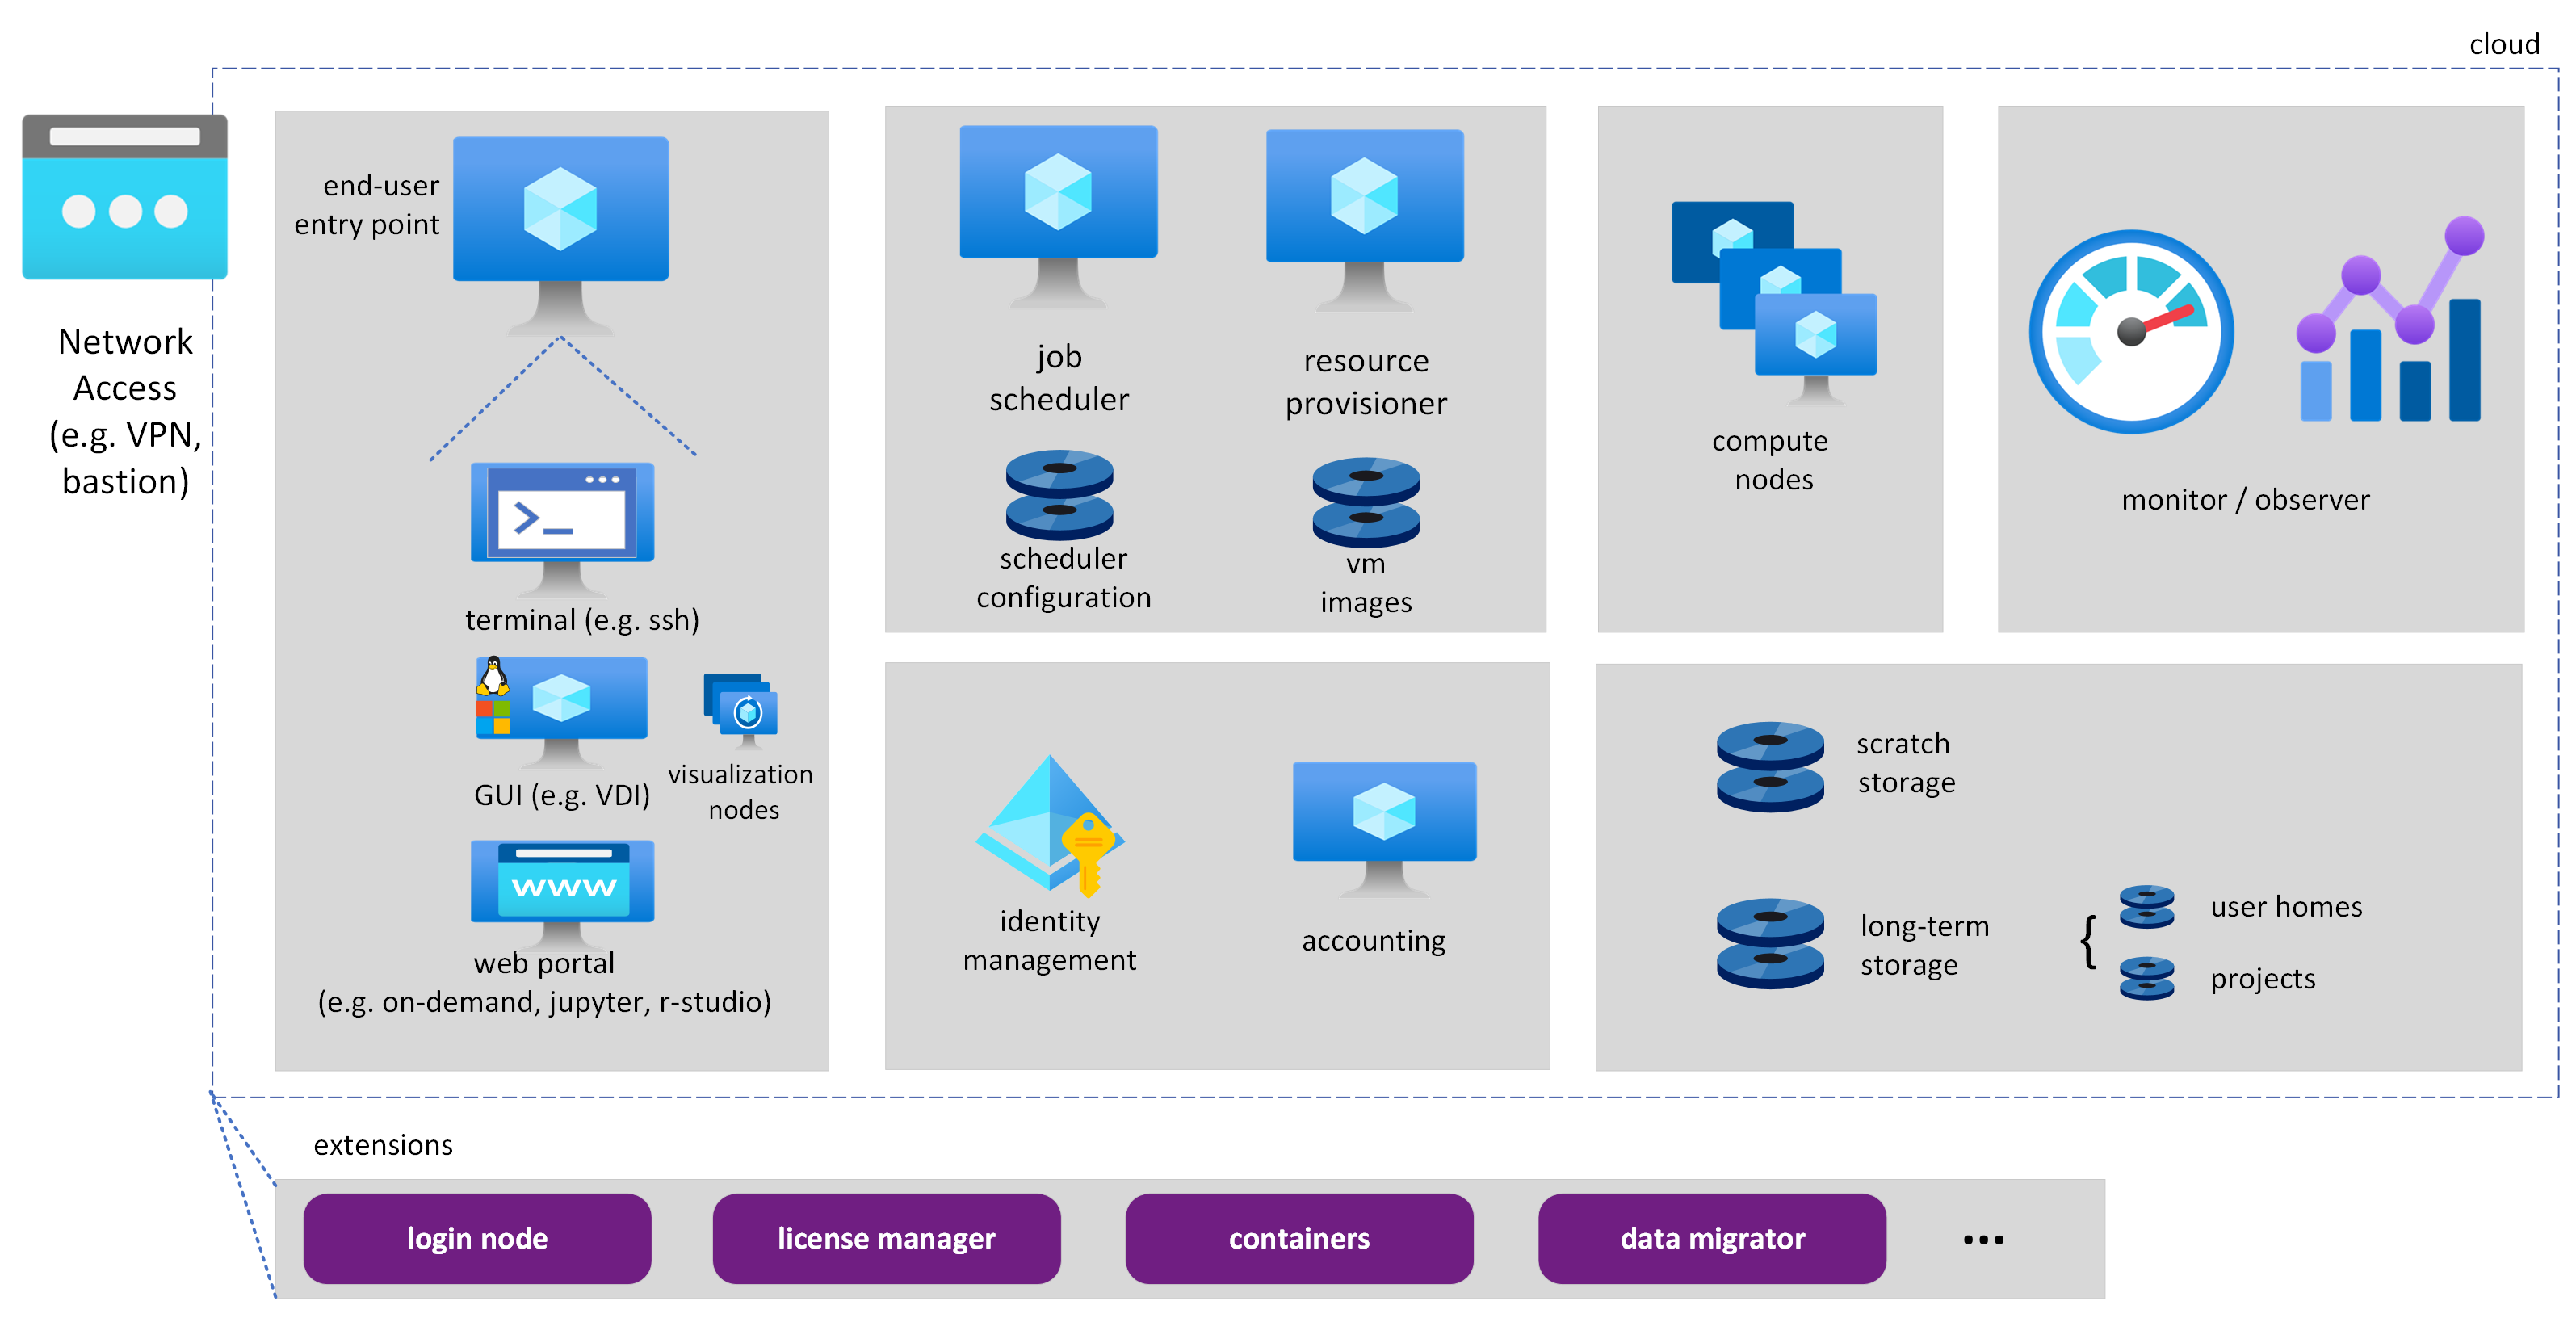 cloud
Network
Access
(e.g. VPN,
bastion)
end-user
entry point
>_
terminal (e.g. ssh)
GUI (e.g. VDI)
visualization
nodes
www
web portal
(e.g. on-demand, jupyter, r-studio)
job
scheduler
resource
provisioner
scheduler
configuration
vm
images
compute
nodes
monitor / observer
identity
management
accounting
scratch
storage
long-term
storage
{
user homes
projects
extensions
login node
license manager
containers
data migrator
...